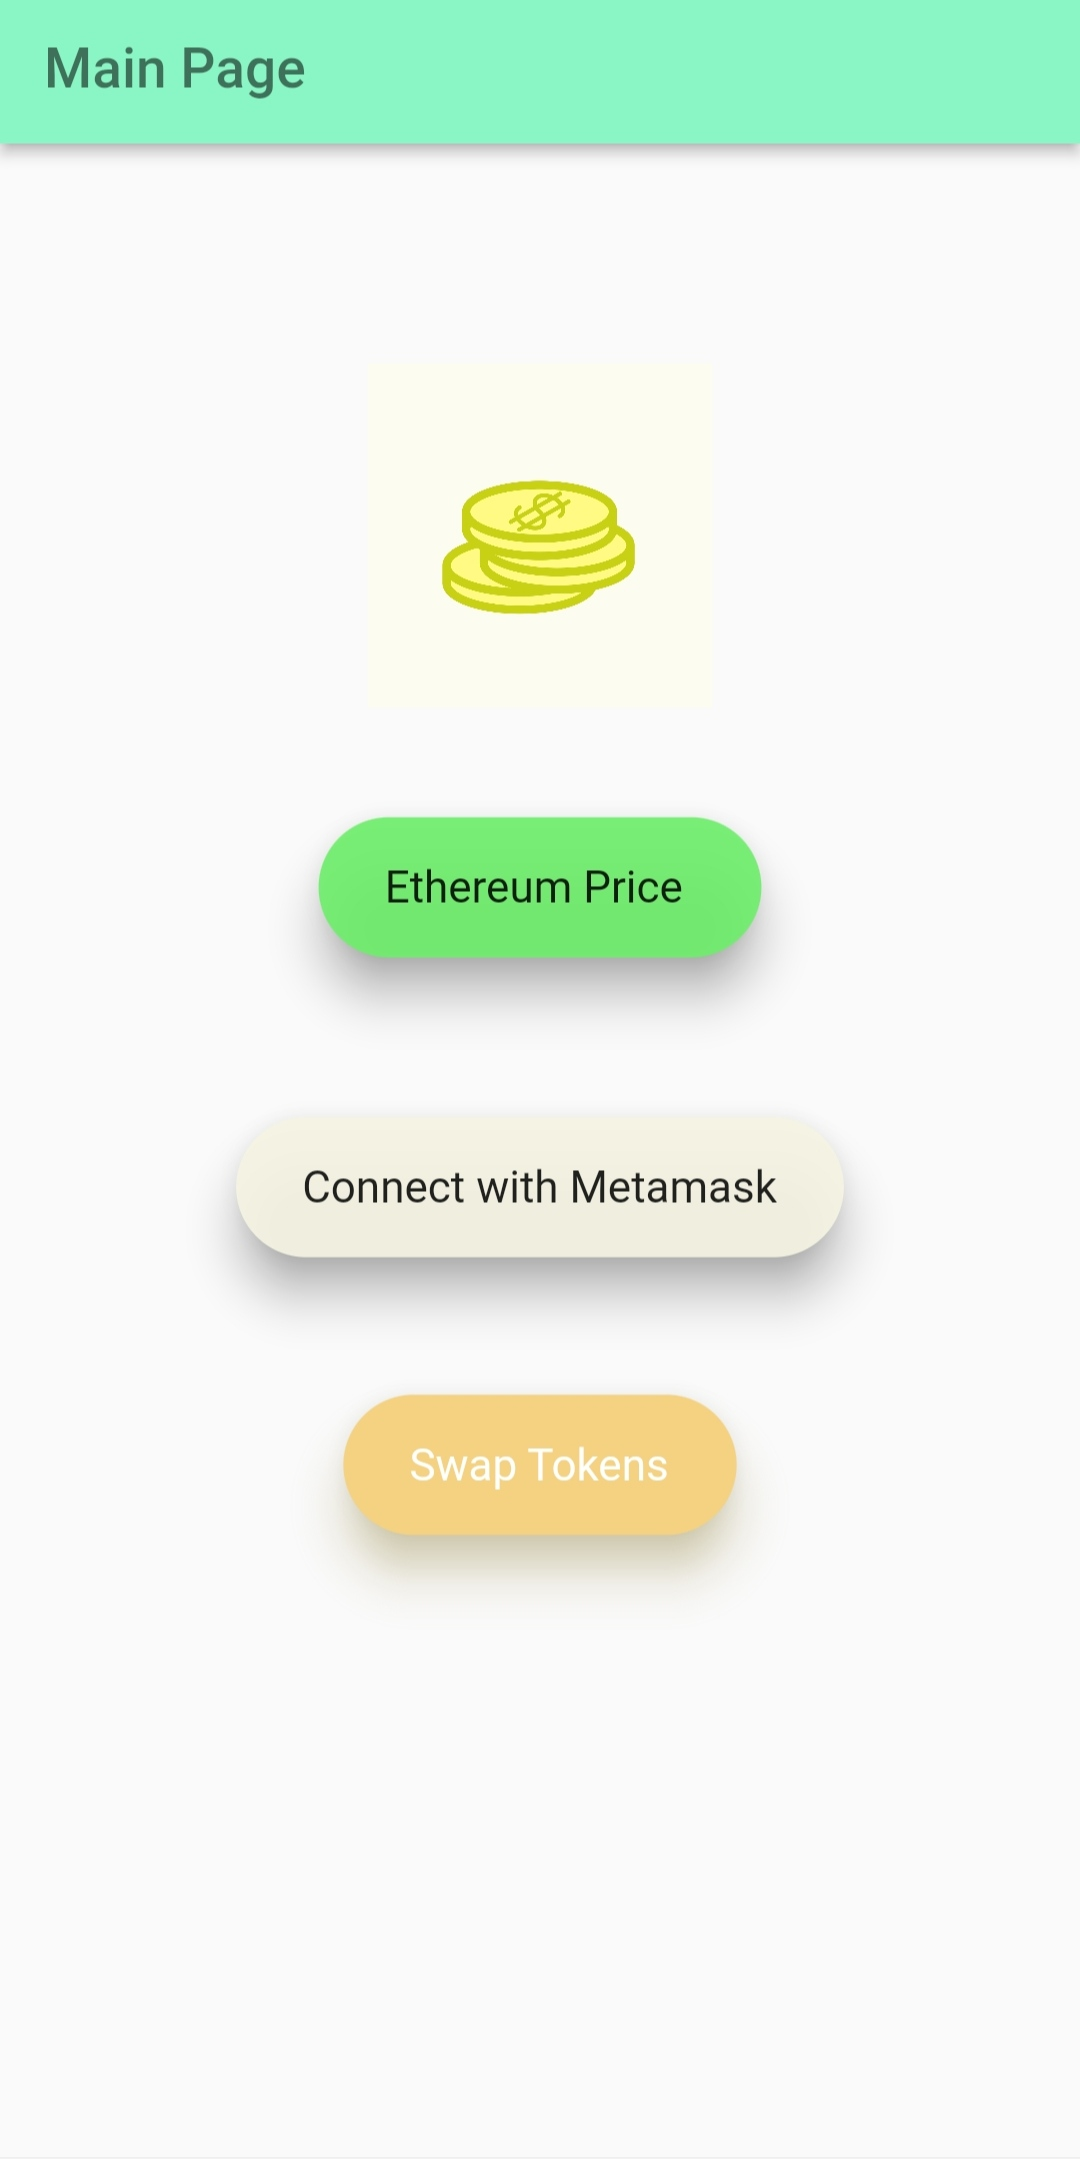 Main Page
$
Ethereum Price
Connect with Metamask
Swap Tokens